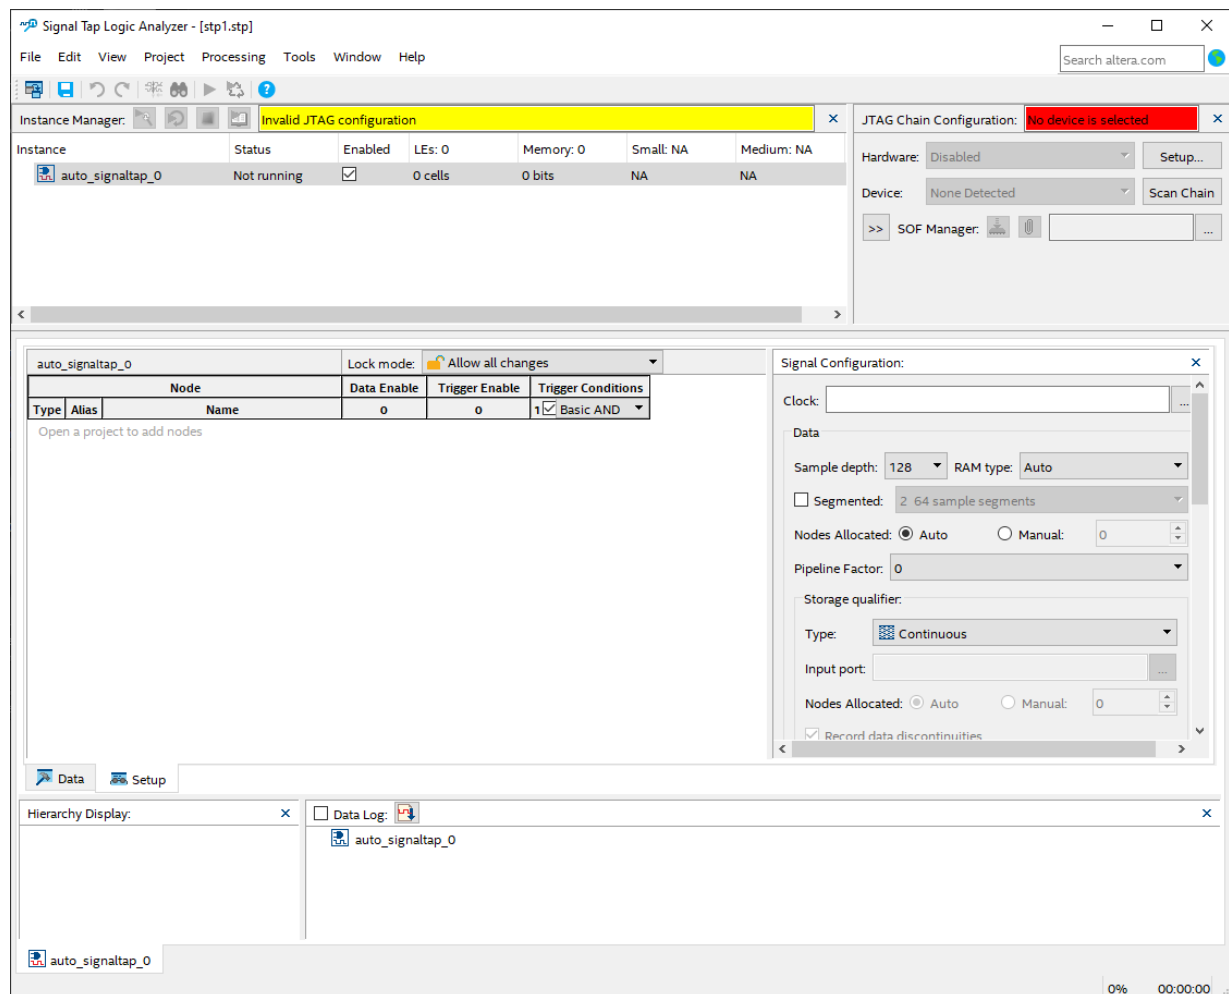 Signal Tap Logic Analyzer - [stp1.stp]
File Edit View Project Processing Tools Window Help
Search altera.com
Instance Manager: Invalid JTAG configuration
JTAG Chain Configuration: No device is selected
Instance Status Enabled LEs: 0 Memory: 0 Small: NA Medium: NA
auto_signaltap_0 Not running 0 cells 0 bits NA NA
Hardware: Disabled Setup...
Device: None Detected Scan Chain
>> SOF Manager: ...
auto_signaltap_0 Lock mode: Allow all changes
Node Data Enable Trigger Enable Trigger Conditions
Type Alias Name 0 0 1 Basic AND
Open a project to add nodes
Signal Configuration:
Clock: ...
Data
Sample depth: 128 RAM type: Auto
Segmented: 2 64 sample segments
Nodes Allocated: Auto Manual: 0
Pipeline Factor: 0
Storage qualifier:
Type: Continuous
Input port: ...
Nodes Allocated: Auto Manual: 0
Record data discontinuities
Data Setup
Hierarchy Display:
Data Log:
auto_signaltap_0
auto_signaltap_0
0% 00:00:00